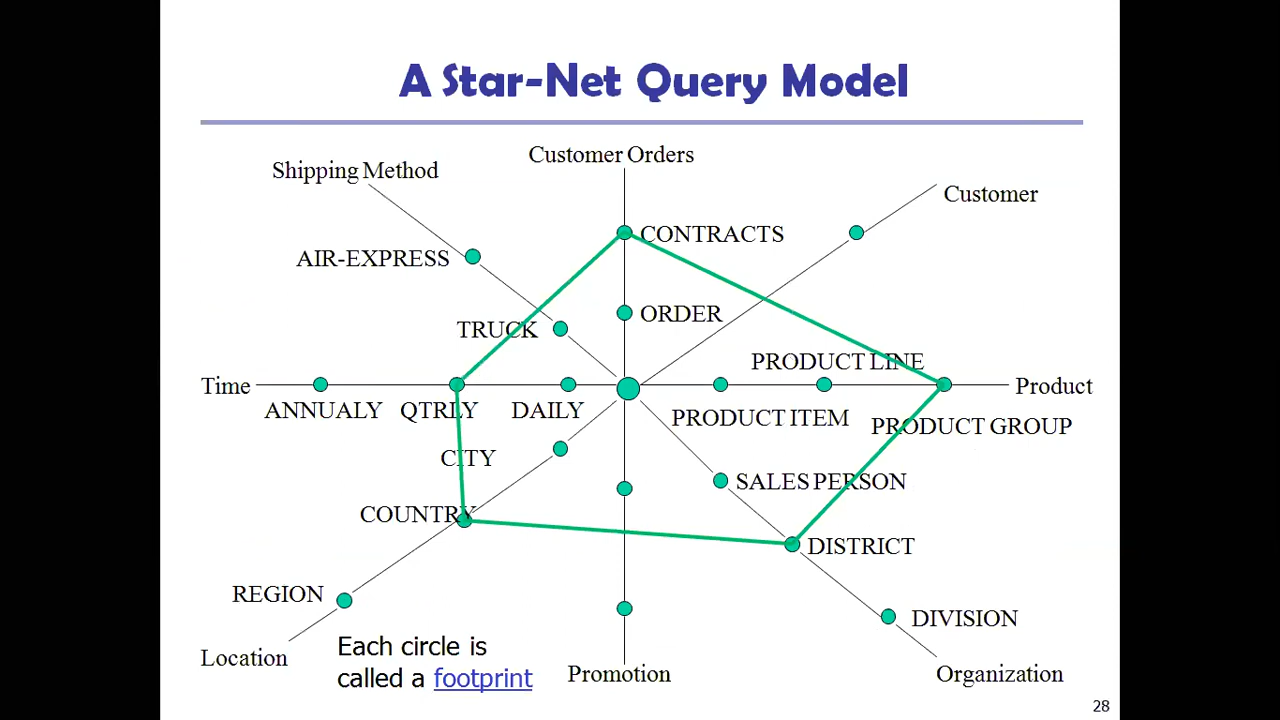 A Star-Net Query Model
Customer Orders
Shipping Method
Customer
CONTRACTS
AIR-EXPRESS
ORDER
TRUCK
PRODUCT LINE
Time
Product
ANNUALY
QTRLY
DAILY
PRODUCT ITEM
PRODUCT GROUP
CITY
SALES PERSON
COUNTRY
DISTRICT
REGION
DIVISION
Location
Each circle is
called a footprint
Promotion
Organization
28